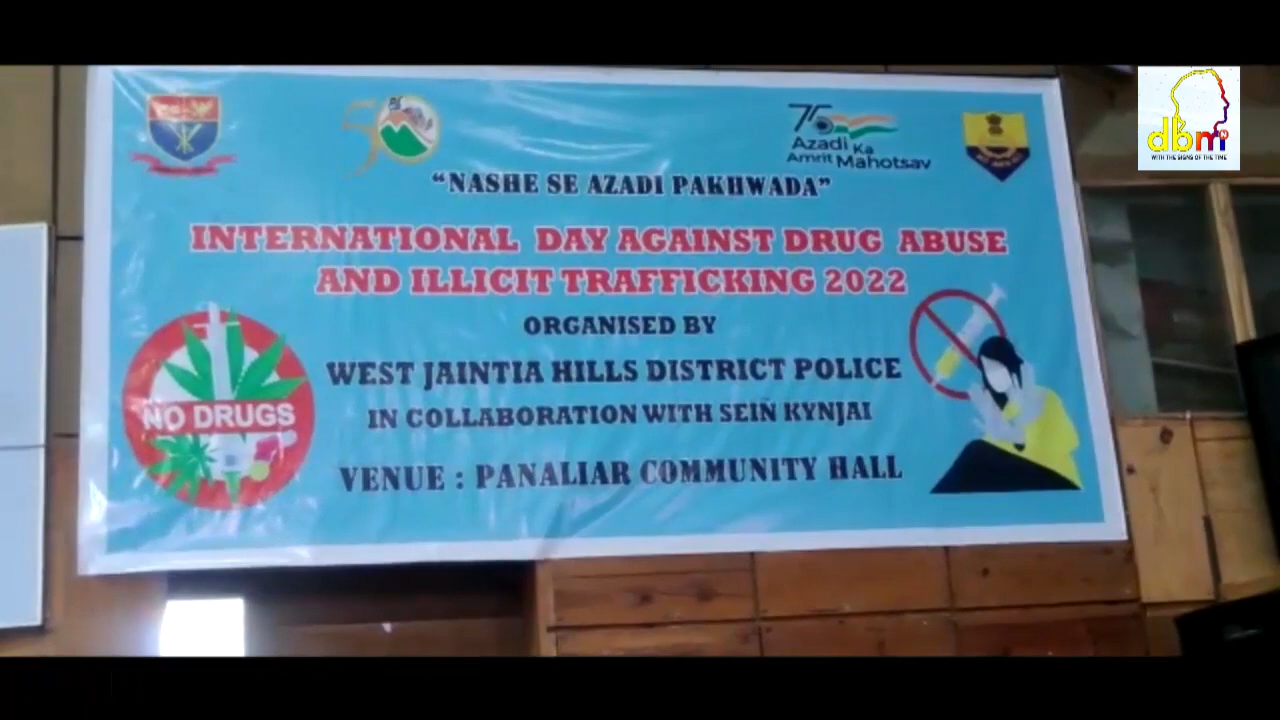 dbm
WITH THE SIGNS OF THE TIME
75
Azadi Ka
Amrit Mahotsav
50
"NASHE SE AZADI PAKHWADA"
INTERNATIONAL DAY AGAINST DRUG ABUSE
AND ILLICIT TRAFFICKING 2022
ORGANISED BY
WEST JAINTIA HILLS DISTRICT POLICE
IN COLLABORATION WITH SEIN KYNJAI
VENUE : PANALIAR COMMUNITY HALL
NO DRUGS